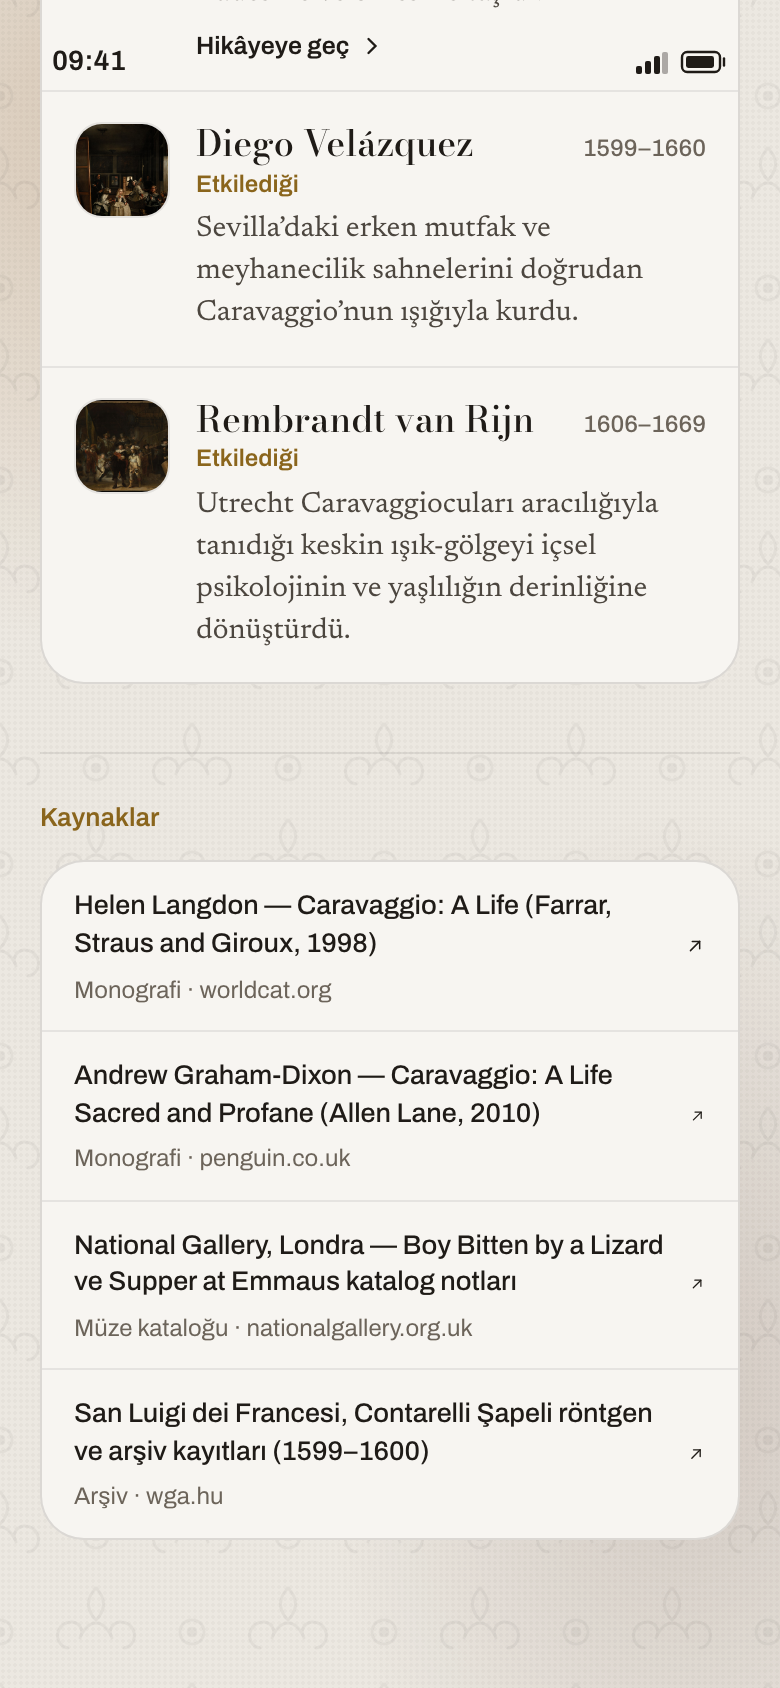 Hikâyeye geç
09:41
Diego Velázquez
1599–1660
Etkilediği
Sevilla’daki erken mutfak ve
meyhanecilik sahnelerini doğrudan
Caravaggio’nun ışığıyla kurdu.
Rembrandt van Rijn
1606–1669
Etkilediği
Utrecht Caravaggiocuları aracılığıyla
tanıdığı keskin ışık-gölgeyi içsel
psikolojinin ve yaşlılığın derinliğine
dönüştürdü.
Kaynaklar
Helen Langdon — Caravaggio: A Life (Farrar,
Straus and Giroux, 1998)
Monografi · worldcat.org
Andrew Graham-Dixon — Caravaggio: A Life
Sacred and Profane (Allen Lane, 2010)
Monografi · penguin.co.uk
National Gallery, Londra — Boy Bitten by a Lizard
ve Supper at Emmaus katalog notları
Müze kataloğu · nationalgallery.org.uk
San Luigi dei Francesi, Contarelli Şapeli röntgen
ve arşiv kayıtları (1599–1600)
Arşiv · wga.hu